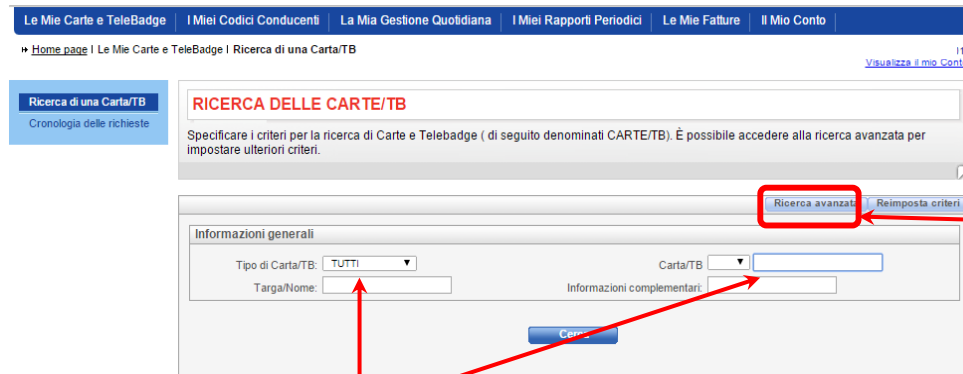 Le Mie Carte e TeleBadge I Miei Codici Conducenti La Mia Gestione Quotidiana I Miei Rapporti Periodici Le Mie Fatture Il Mio Conto
Home page I Le Mie Carte e TeleBadge I Ricerca di una Carta/TB
Visualizza il mio
Ricerca di una Carta/TB
Cronologia delle richieste
RICERCA DELLE CARTE/TB
Specificare i criteri per la ricerca di Carte e Telebadge ( di seguito denominati CARTE/TB). È possibile accedere alla ricerca avanzata per
impostare ulteriori criteri.
Ricerca avanzata Reimposta criteri
Informazioni generali
Tipo di Carta/TB: TUTTI Carta/TB
Targa/Nome: Informazioni complementari:
Cerca